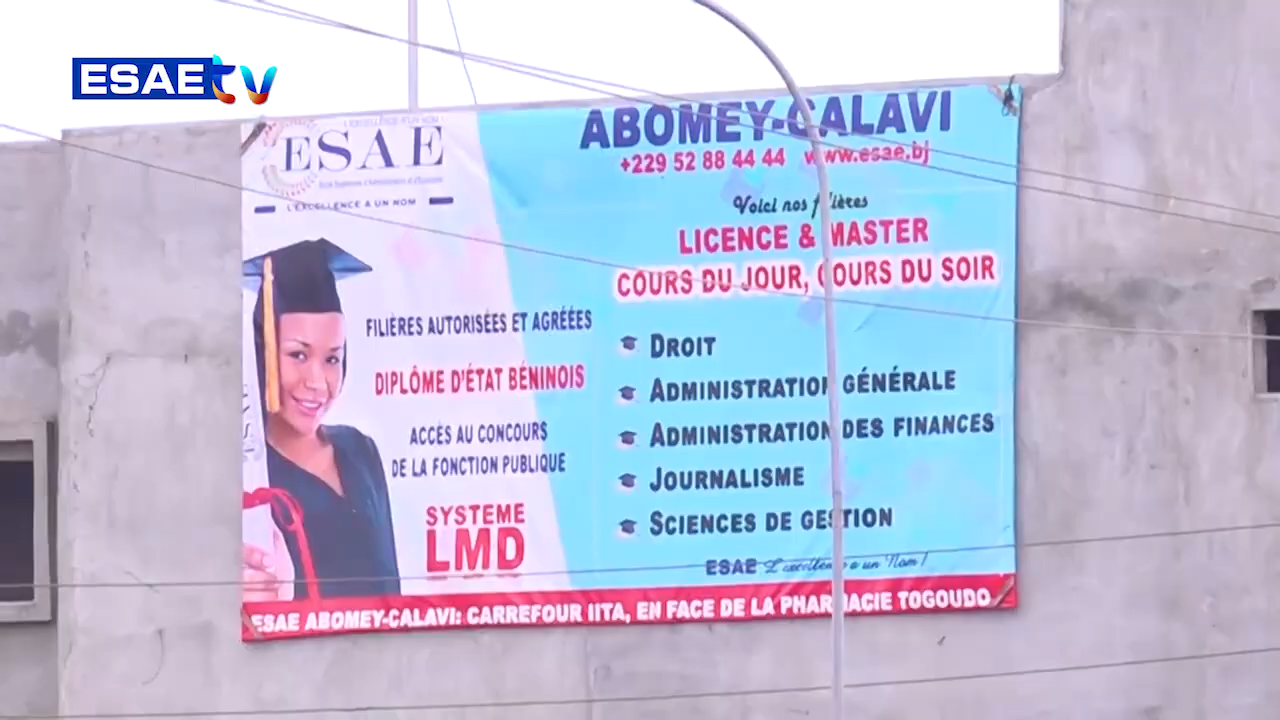 ESAE tv
ABOMEY-CALAVI
+229 52 88 44 44 www.esae.bj
ESAE
L'EXCELLENCE A UN NOM
Voici nos filières
LICENCE & MASTER
COURS DU JOUR, COURS DU SOIR
FILIÈRES AUTORISÉES ET AGRÉÉES
DIPLÔME D'ÉTAT BÉNINOIS
ACCÈS AU CONCOURS
DE LA FONCTION PUBLIQUE
SYSTEME
LMD
DROIT
ADMINISTRATION GÉNÉRALE
ADMINISTRATION DES FINANCES
JOURNALISME
SCIENCES DE GESTION
ESAE L'excellence a un Nom!
ESAE ABOMEY-CALAVI: CARREFOUR IITA, EN FACE DE LA PHARMACIE TOGOUDO